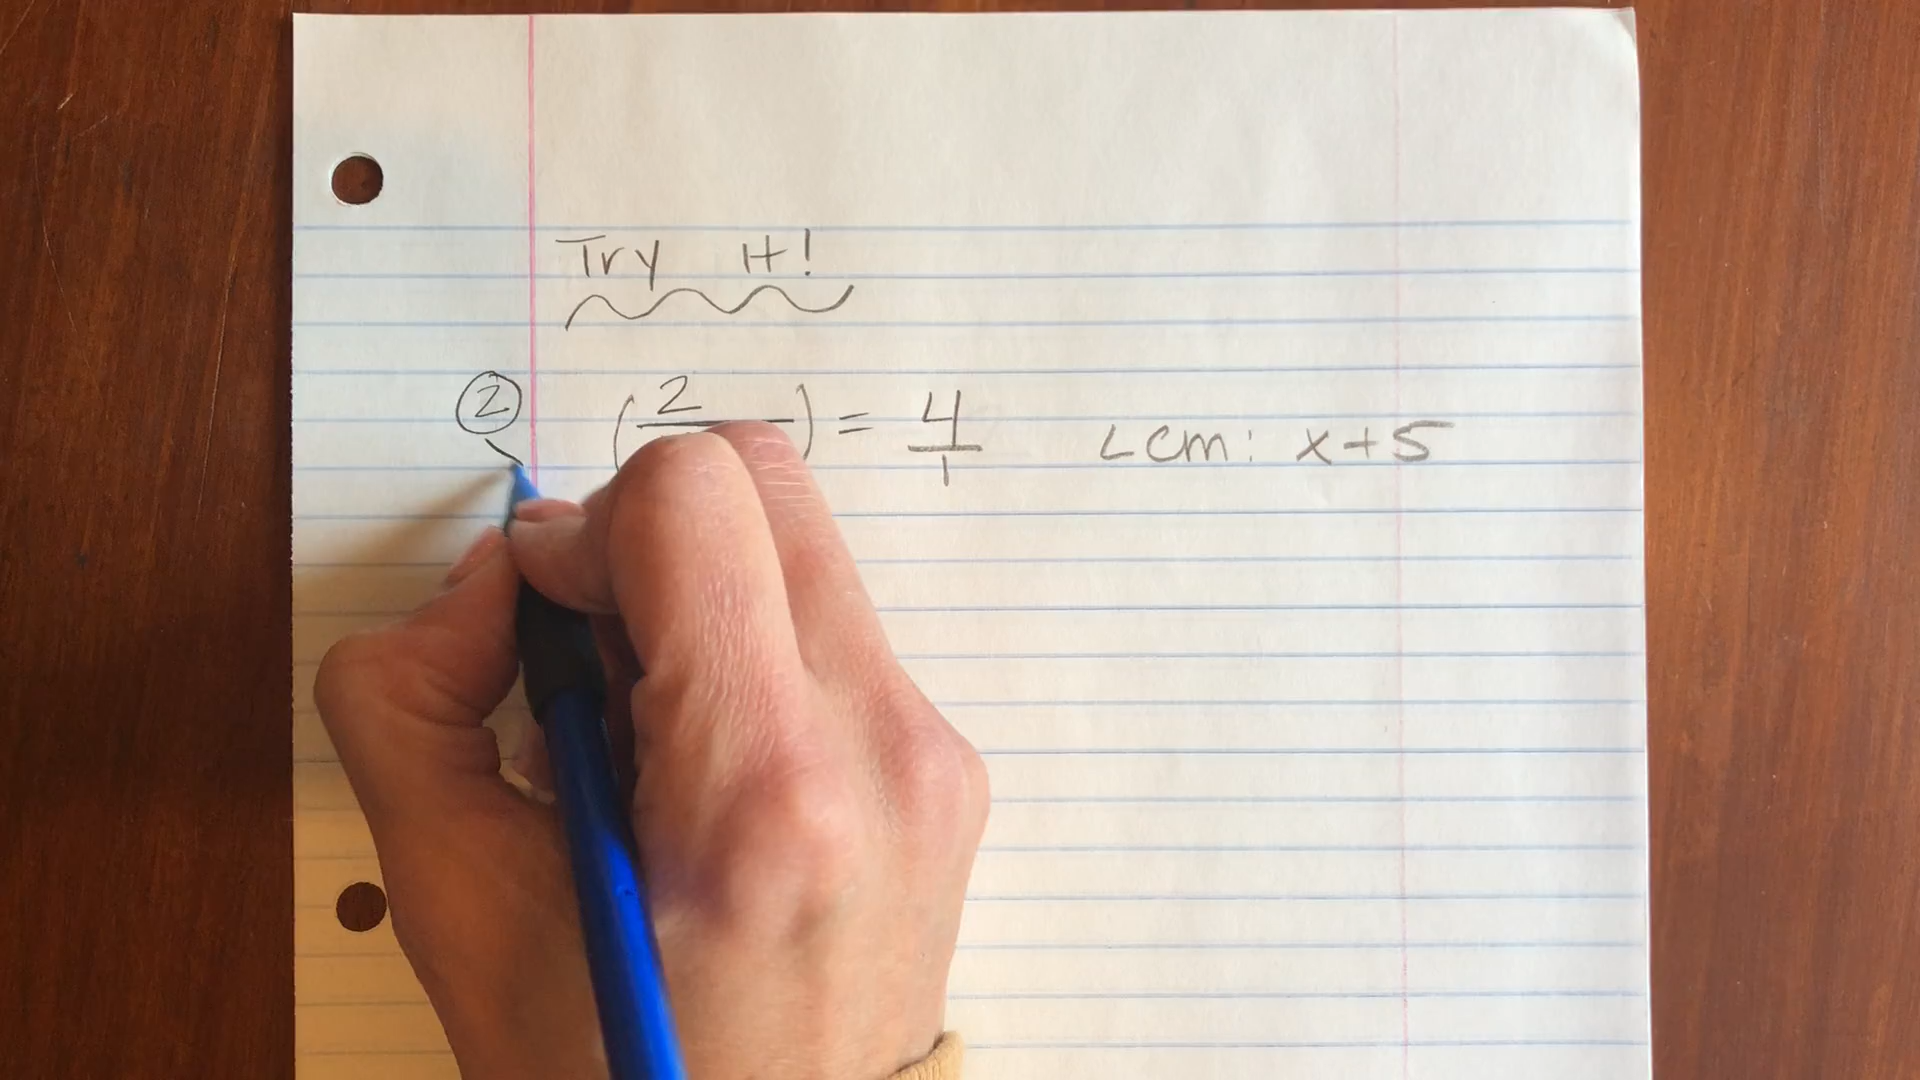 Try It!
② (2) = 4/1 LCM: x+5